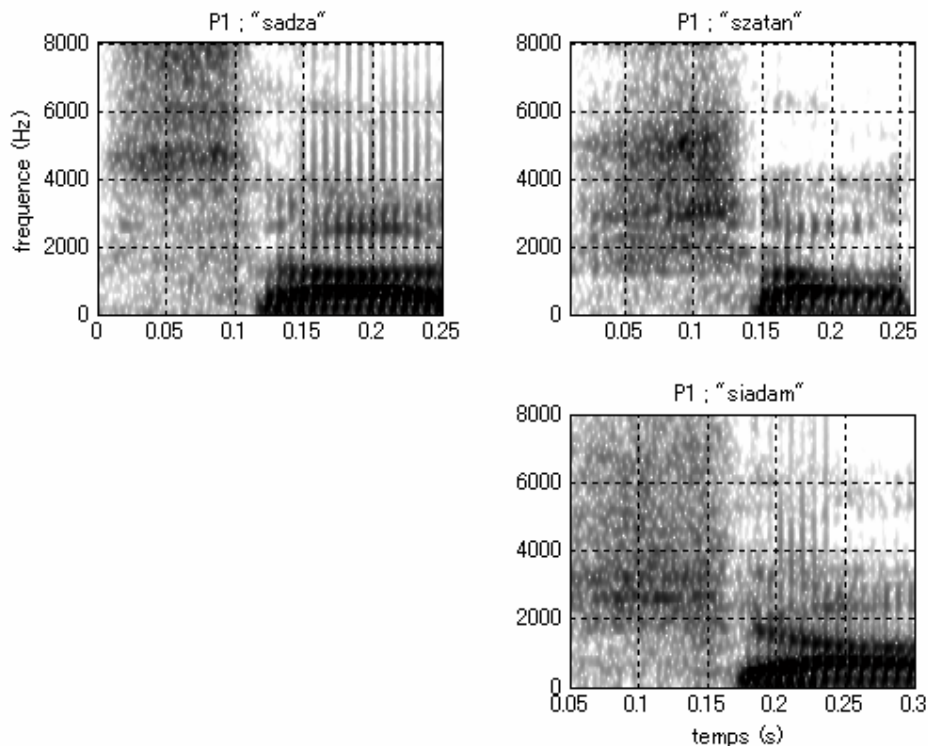 P1 ; "sadza"
8000
6000
4000
2000
0
frequence (Hz)
0 0.05 0.1 0.15 0.2 0.25
P1 ; "szatan"
8000
6000
4000
2000
0
0.05 0.1 0.15 0.2 0.25
P1 ; "siadam"
8000
6000
4000
2000
0
0.05 0.1 0.15 0.2 0.25 0.3
temps (s)